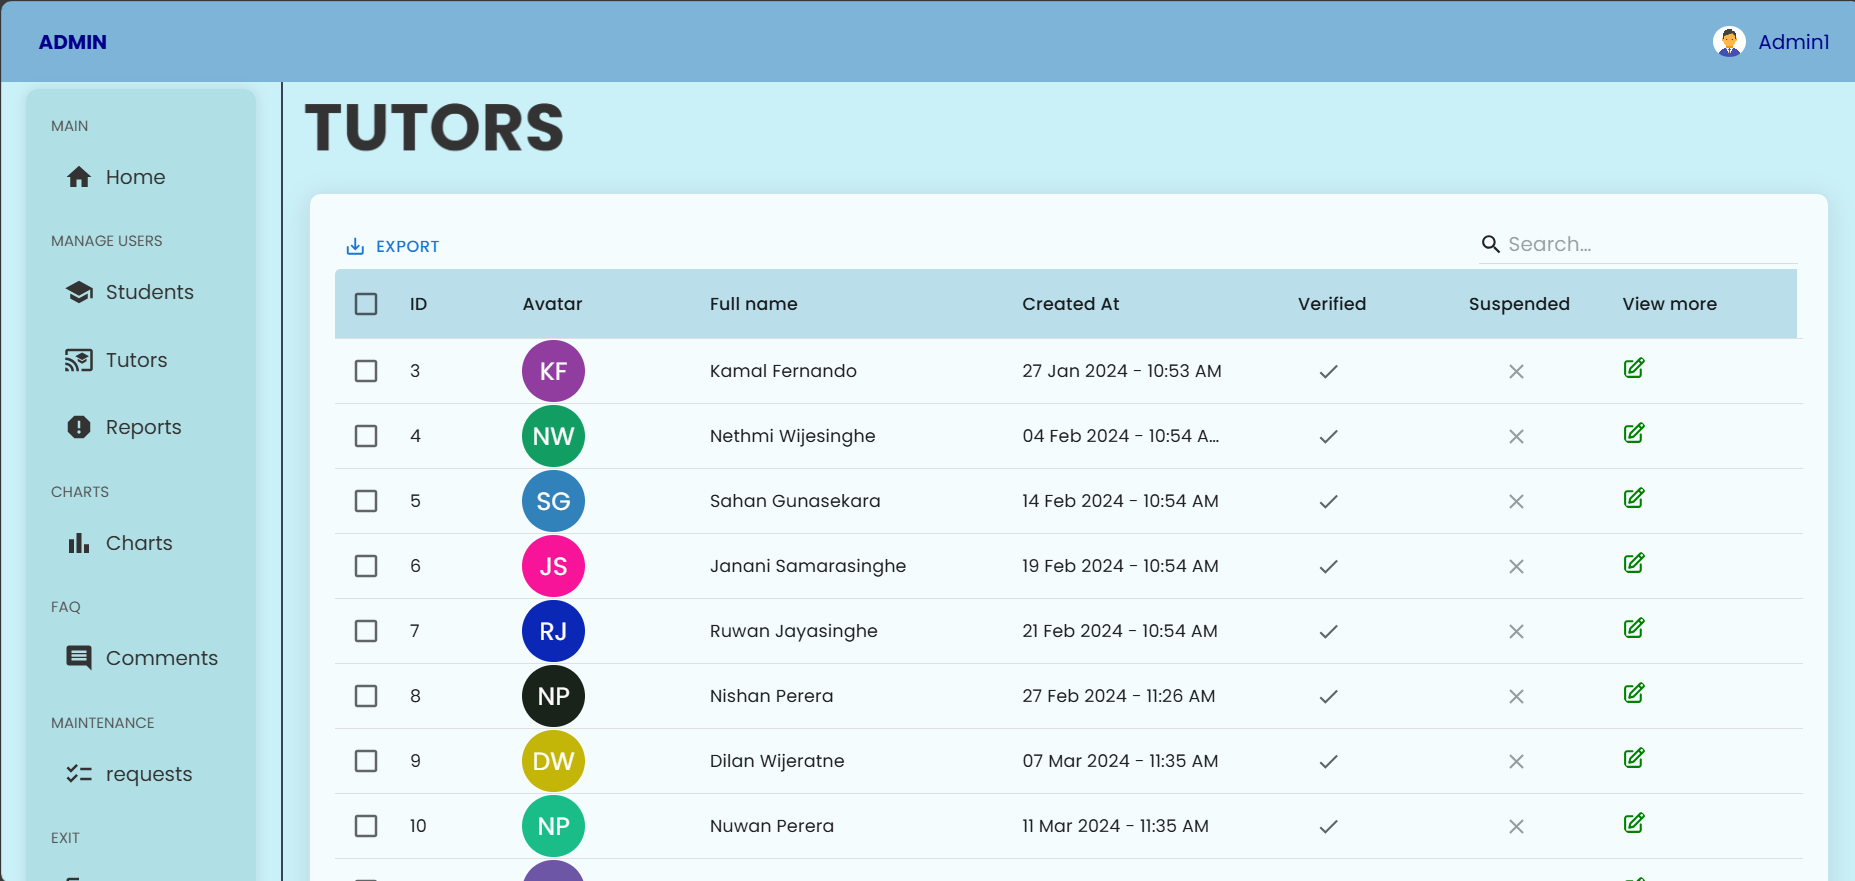 ADMIN
Admin1
MAIN
Home
MANAGE USERS
Students
Tutors
Reports
CHARTS
Charts
FAQ
Comments
MAINTENANCE
requests
EXIT
TUTORS
EXPORT
Search...
ID Avatar Full name Created At Verified Suspended View more
3 KF Kamal Fernando 27 Jan 2024 - 10:53 AM
4 NW Nethmi Wijesinghe 04 Feb 2024 - 10:54 A...
5 SG Sahan Gunasekara 14 Feb 2024 - 10:54 AM
6 JS Janani Samarasinghe 19 Feb 2024 - 10:54 AM
7 RJ Ruwan Jayasinghe 21 Feb 2024 - 10:54 AM
8 NP Nishan Perera 27 Feb 2024 - 11:26 AM
9 DW Dilan Wijeratne 07 Mar 2024 - 11:35 AM
10 NP Nuwan Perera 11 Mar 2024 - 11:35 AM